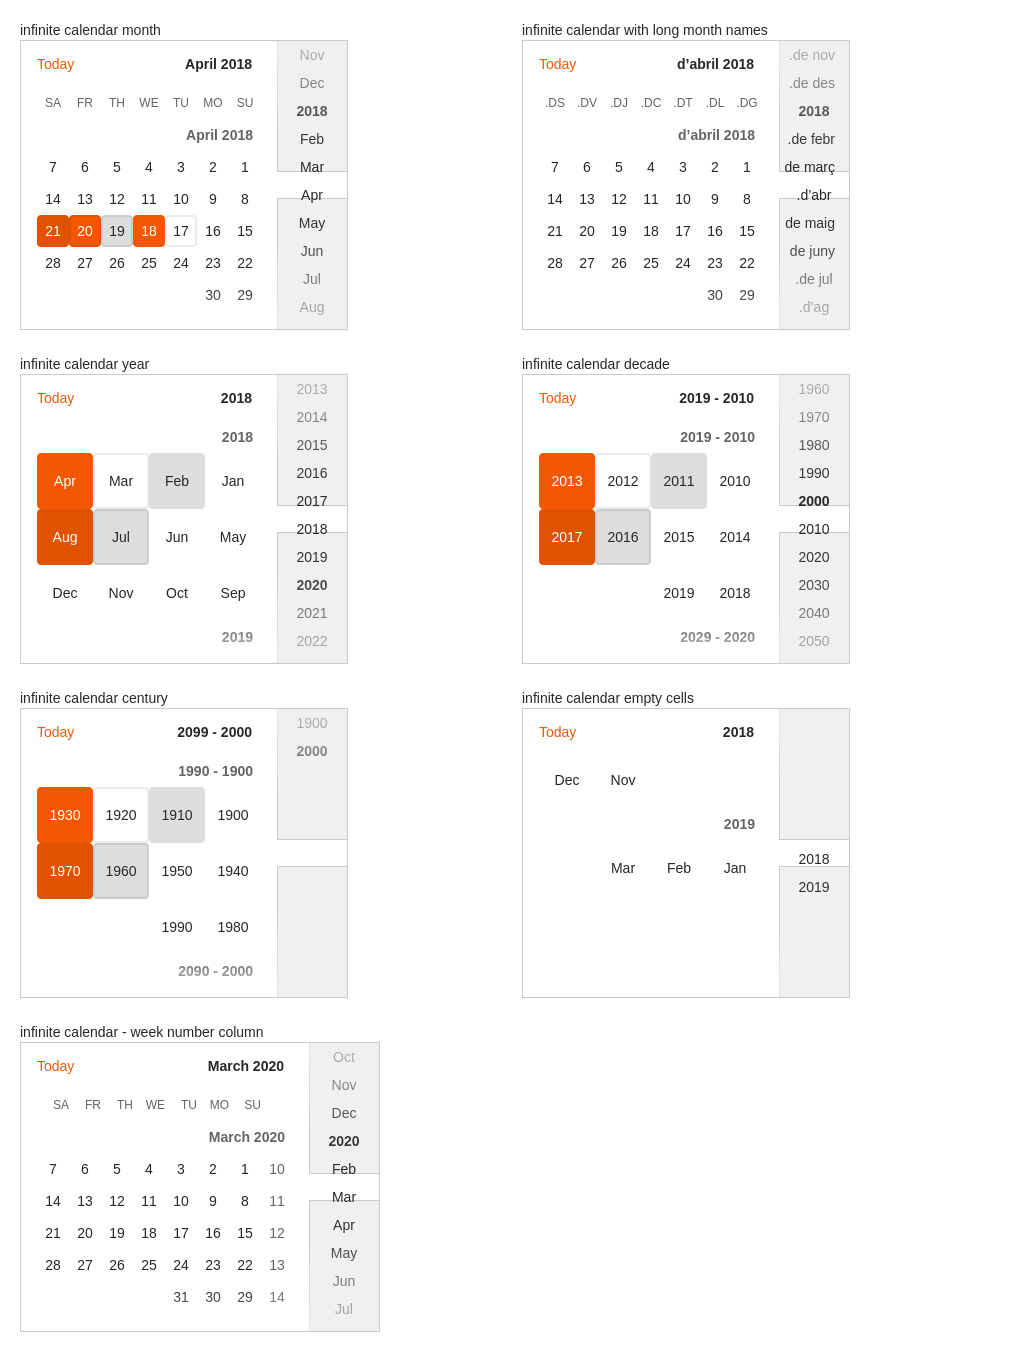 infinite calendar month
Today April 2018
SA FR TH WE TU MO SU
April 2018
7 6 5 4 3 2 1
14 13 12 11 10 9 8
21 20 19 18 17 16 15
28 27 26 25 24 23 22
30 29
Nov
Dec
2018
Feb
Mar
Apr
May
Jun
Jul
Aug
infinite calendar with long month names
Today d’abril 2018
.DS .DV .DJ .DC .DT .DL .DG
d’abril 2018
7 6 5 4 3 2 1
14 13 12 11 10 9 8
21 20 19 18 17 16 15
28 27 26 25 24 23 22
30 29
.de nov
.de des
2018
.de febr
de març
.d’abr
de maig
de juny
.de jul
.d’ag
infinite calendar year
Today 2018
2018
Apr Mar Feb Jan
Aug Jul Jun May
Dec Nov Oct Sep
2019
2013
2014
2015
2016
2017
2018
2019
2020
2021
2022
infinite calendar decade
Today 2019 - 2010
2019 - 2010
2013 2012 2011 2010
2017 2016 2015 2014
2019 2018
2029 - 2020
1960
1970
1980
1990
2000
2010
2020
2030
2040
2050
infinite calendar century
Today 2099 - 2000
1990 - 1900
1930 1920 1910 1900
1970 1960 1950 1940
1990 1980
2090 - 2000
1900
2000
infinite calendar empty cells
Today 2018
Dec Nov
2019
Mar Feb Jan
2018
2019
infinite calendar - week number column
Today March 2020
SA FR TH WE TU MO SU
March 2020
7 6 5 4 3 2 1 10
14 13 12 11 10 9 8 11
21 20 19 18 17 16 15 12
28 27 26 25 24 23 22 13
31 30 29 14
Oct
Nov
Dec
2020
Feb
Mar
Apr
May
Jun
Jul